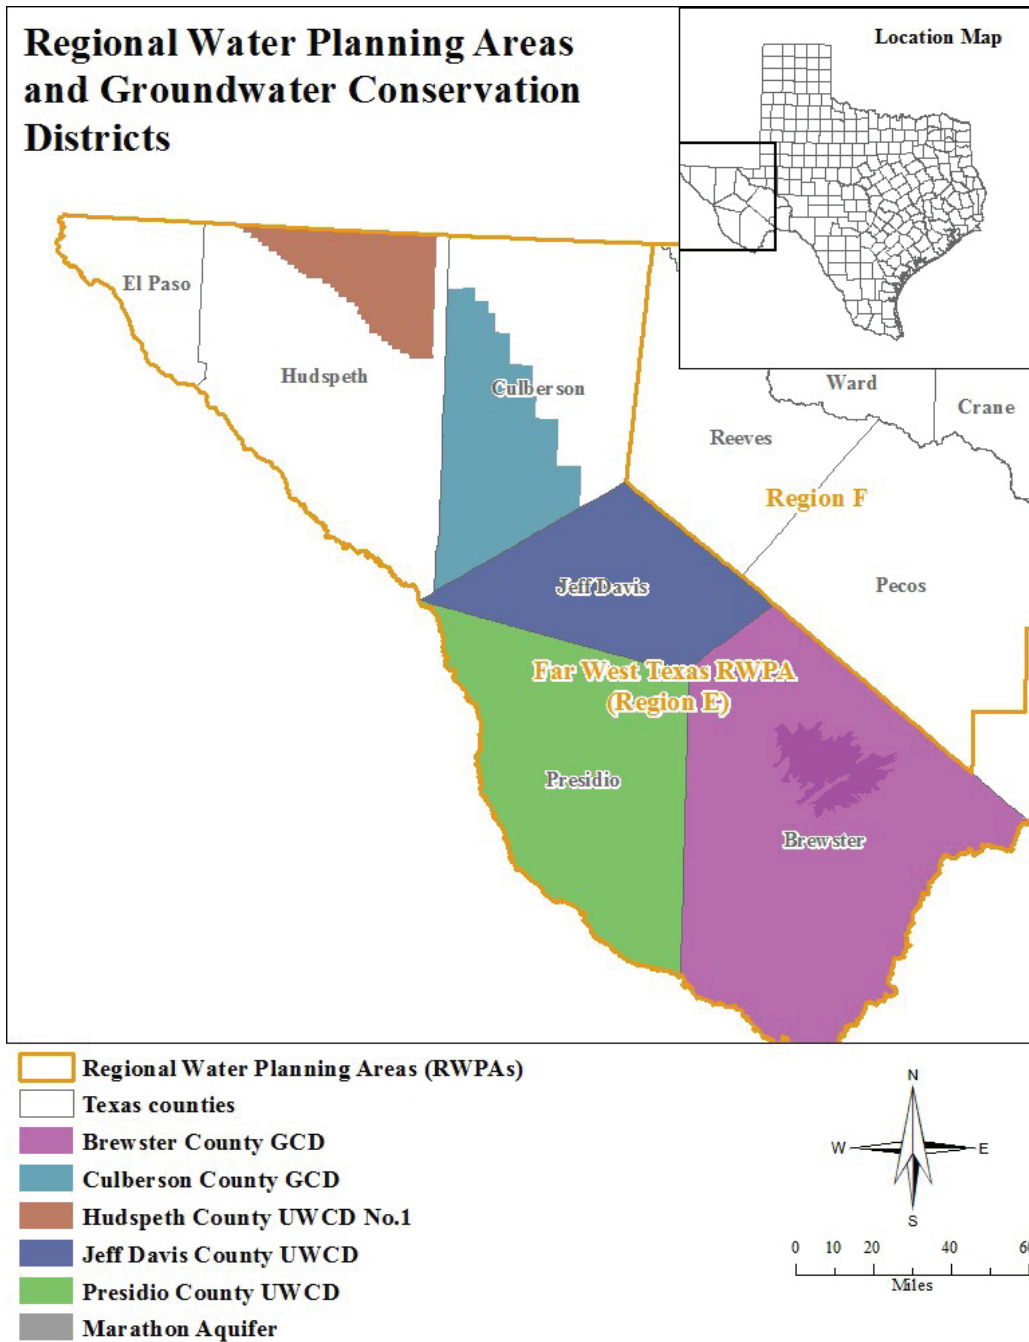 Regional Water Planning Areas
and Groundwater Conservation
Districts
Location Map
El Paso
Hudspeth
Culberson
Ward
Crane
Reeves
Region F
Jeff Davis
Pecos
Far West Texas RWPA
(Region E)
Presidio
Brewster
Regional Water Planning Areas (RWPAs)
Texas counties
Brewster County GCD
Culberson County GCD
Hudspeth County UWCD No.1
Jeff Davis County UWCD
Presidio County UWCD
Marathon Aquifer
N
W E
S
0 10 20 40 60
Miles